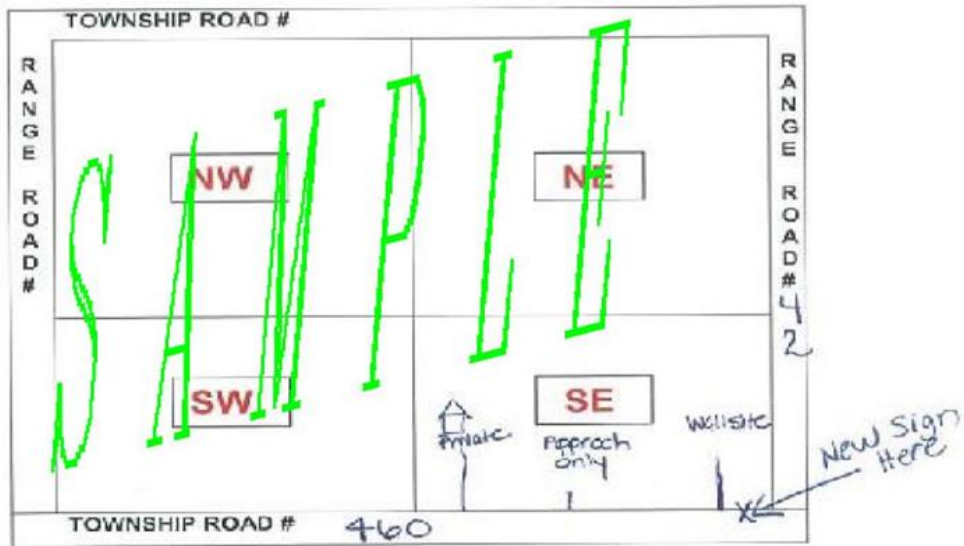 TOWNSHIP ROAD #
RANGE ROAD #
RANGE ROAD #
42
SAMPLE
NW
NE
SW
SE
Private
Approach
only
Wellsite
New Sign
Here
X
TOWNSHIP ROAD # 460